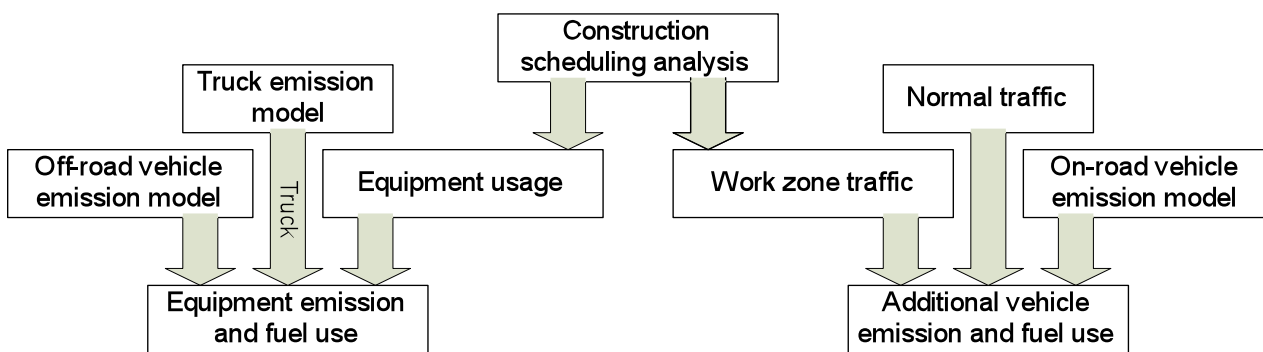 Construction
scheduling analysis
Truck emission
model
Normal traffic
Off-road vehicle
emission model
Truck
Equipment usage
Work zone traffic
On-road vehicle
emission model
Equipment emission
and fuel use
Additional vehicle
emission and fuel use